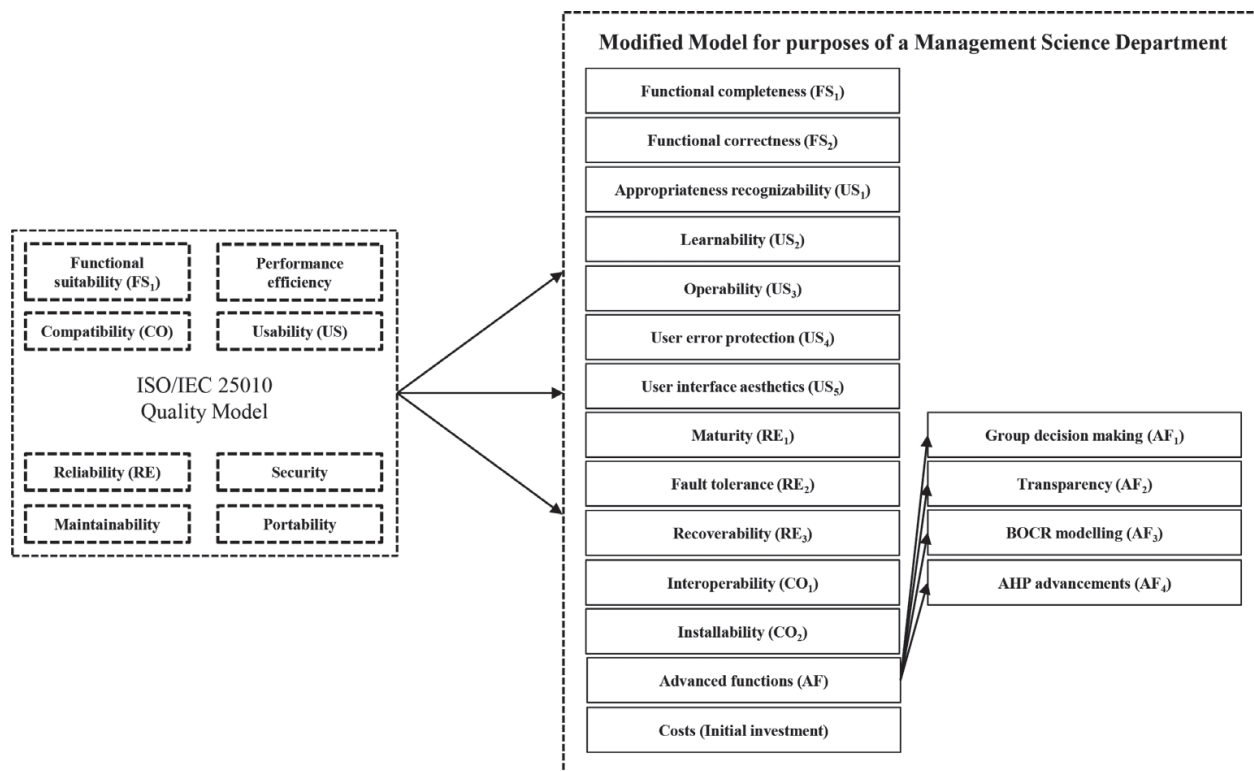 Modified Model for purposes of a Management Science Department
Functional completeness (FS₁)
Functional correctness (FS₂)
Appropriateness recognizability (US₁)
Learnability (US₂)
Operability (US₃)
User error protection (US₄)
User interface aesthetics (US₅)
Maturity (RE₁)
Fault tolerance (RE₂)
Recoverability (RE₃)
Interoperability (CO₁)
Installability (CO₂)
Advanced functions (AF)
Costs (Initial investment)
Group decision making (AF₁)
Transparency (AF₂)
BOCR modelling (AF₃)
AHP advancements (AF₄)
Functional
suitability (FS₁)
Performance
efficiency
Compatibility (CO)
Usability (US)
ISO/IEC 25010
Quality Model
Reliability (RE)
Security
Maintainability
Portability